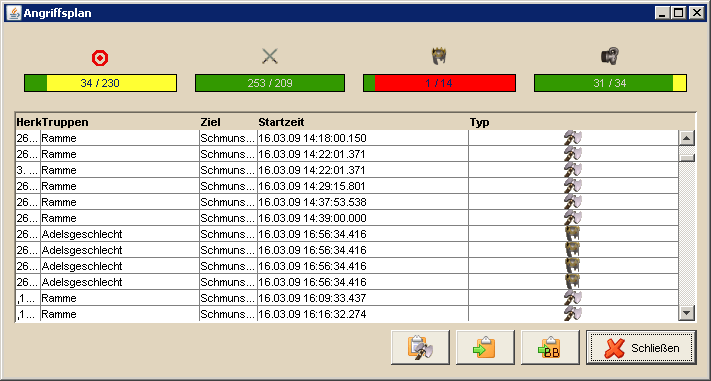 Angriffsplan
34 / 230 253 / 209 1 / 14 31 / 34
Herk Truppen Ziel Startzeit Typ
26... Ramme Schmuns... 16.03.09 14:18:00.150
26... Ramme Schmuns... 16.03.09 14:22:01.371
3. ... Ramme Schmuns... 16.03.09 14:22:01.371
26... Ramme Schmuns... 16.03.09 14:29:15.801
26... Ramme Schmuns... 16.03.09 14:37:53.538
26... Ramme Schmuns... 16.03.09 14:39:00.000
26... Adelsgeschlecht Schmuns... 16.03.09 16:56:34.416
26... Adelsgeschlecht Schmuns... 16.03.09 16:56:34.416
26... Adelsgeschlecht Schmuns... 16.03.09 16:56:34.416
26... Adelsgeschlecht Schmuns... 16.03.09 16:56:34.416
,1... Ramme Schmuns... 16.03.09 16:09:33.437
,1... Ramme Schmuns... 16.03.09 16:16:32.274
BB Schließen